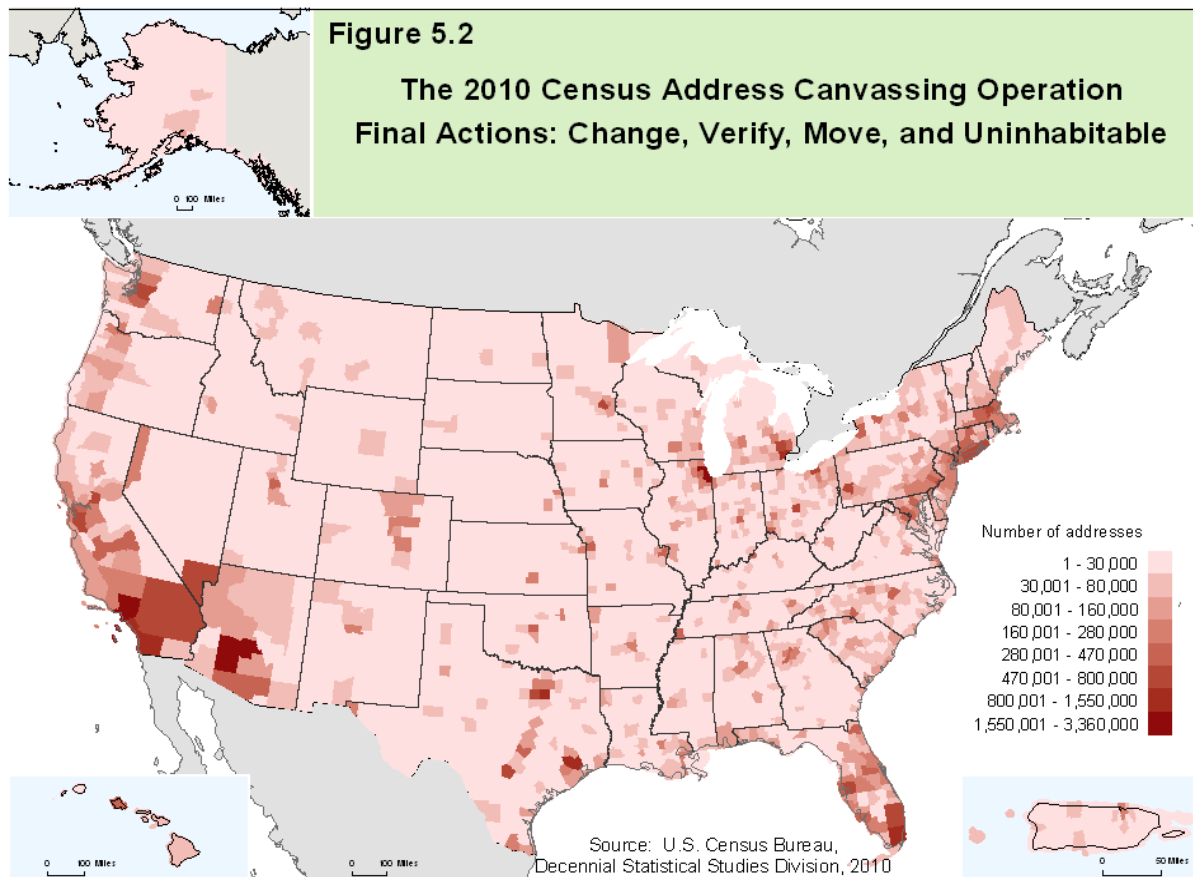 Figure 5.2
The 2010 Census Address Canvassing Operation
Final Actions: Change, Verify, Move, and Uninhabitable
0 100 Miles
Number of addresses
1 - 30,000
30,001 - 80,000
80,001 - 160,000
160,001 - 280,000
280,001 - 470,000
470,001 - 800,000
800,001 - 1,550,000
1,550,001 - 3,360,000
Source: U.S. Census Bureau,
Decennial Statistical Studies Division, 2010
0 100 Miles
0 100 Miles
0 50 Miles